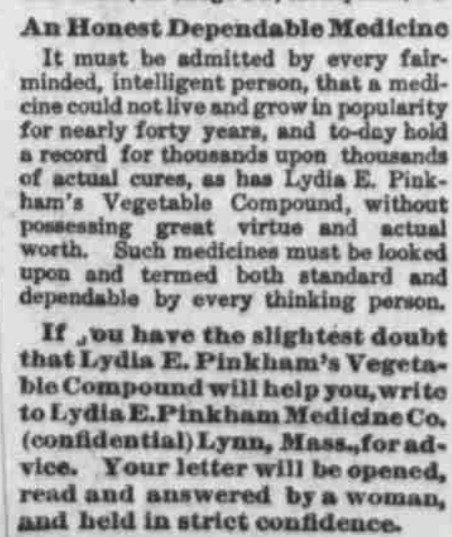 An Honest Dependable Medicine
It must be admitted by every fair-
minded, intelligent person, that a medi-
cine could not live and grow in popularity
for nearly forty years, and to-day hold
a record for thousands upon thousands
of actual cures, as has Lydia E. Pink-
ham's Vegetable Compound, without
possessing great virtue and actual
worth. Such medicines must be looked
upon and termed both standard and
dependable by every thinking person.
If you have the slightest doubt
that Lydia E. Pinkham's Vegeta-
ble Compound will help you, write
to Lydia E. Pinkham Medicine Co.
(confidential) Lynn, Mass., for ad-
vice. Your letter will be opened,
read and answered by a woman,
and held in strict confidence.